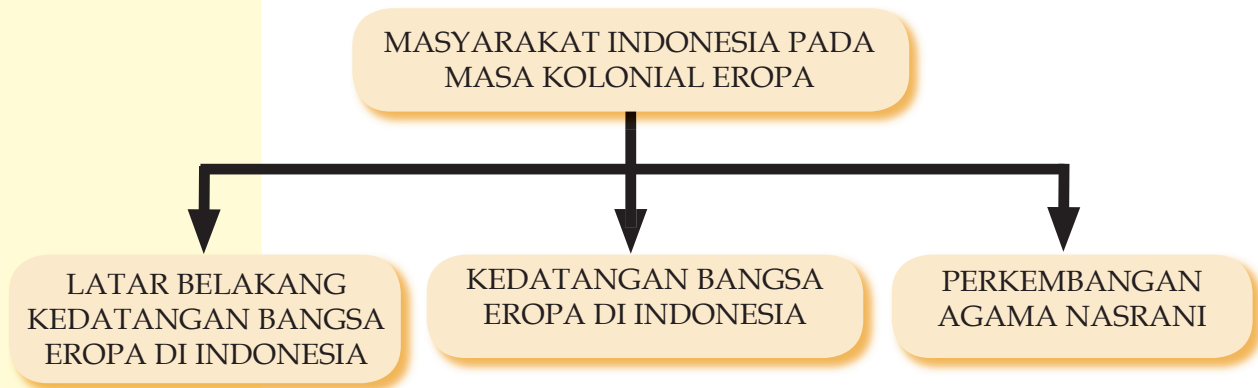 MASYARAKAT INDONESIA PADA
MASA KOLONIAL EROPA
LATAR BELAKANG
KEDATANGAN BANGSA
EROPA DI INDONESIA
KEDATANGAN BANGSA
EROPA DI INDONESIA
PERKEMBANGAN
AGAMA NASRANI